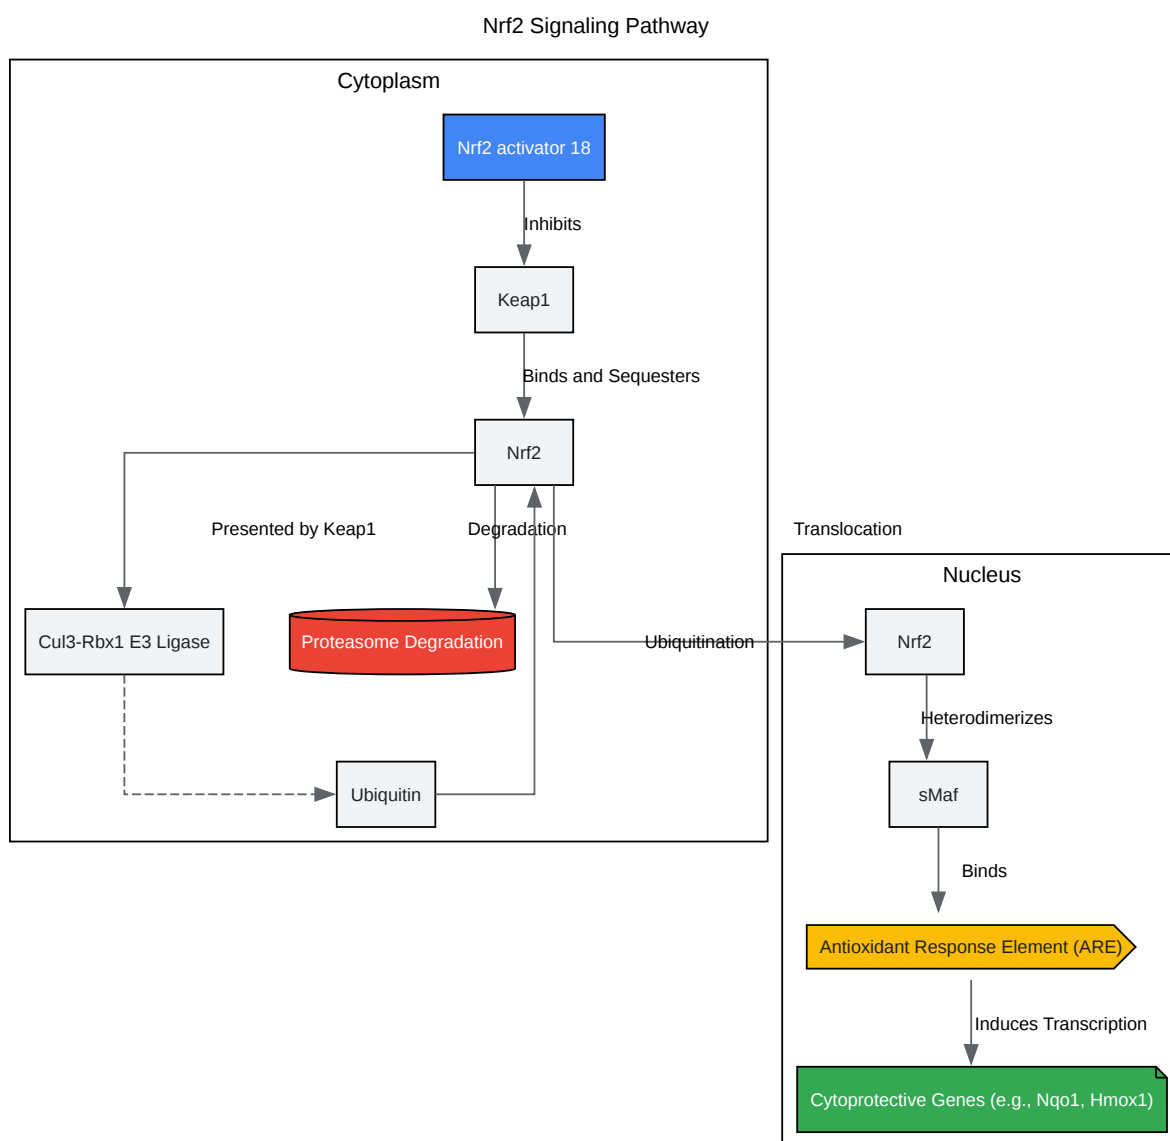 Nrf2 Signaling Pathway
Cytoplasm
Nrf2 activator 18
Inhibits
Keap1
Binds and Sequesters
Nrf2
Presented by Keap1
Degradation
Translocation
Nucleus
Cul3-Rbx1 E3 Ligase
Proteasome Degradation
Ubiquitination
Nrf2
Heterodimerizes
Ubiquitin
sMaf
Binds
Antioxidant Response Element (ARE)
Induces Transcription
Cytoprotective Genes (e.g., Nqo1, Hmox1)